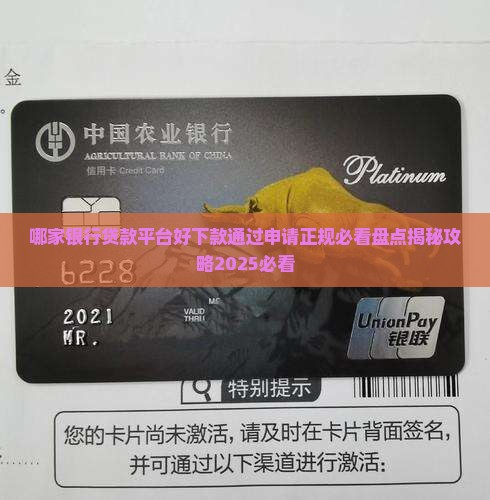 金
中国农业银行
AGRICULTURAL BANK OF CHINA
信用卡 Credit Card
Platinum
哪家银行贷款平台好下款通过申请正规必看盘点揭秘攻
略2025必看
6228
2021
VALID
THRU
MR.
UnionPay
银联
特别提示
您的卡片尚未激活,请及时在卡片背面签名,
并可通过以下渠道进行激活: